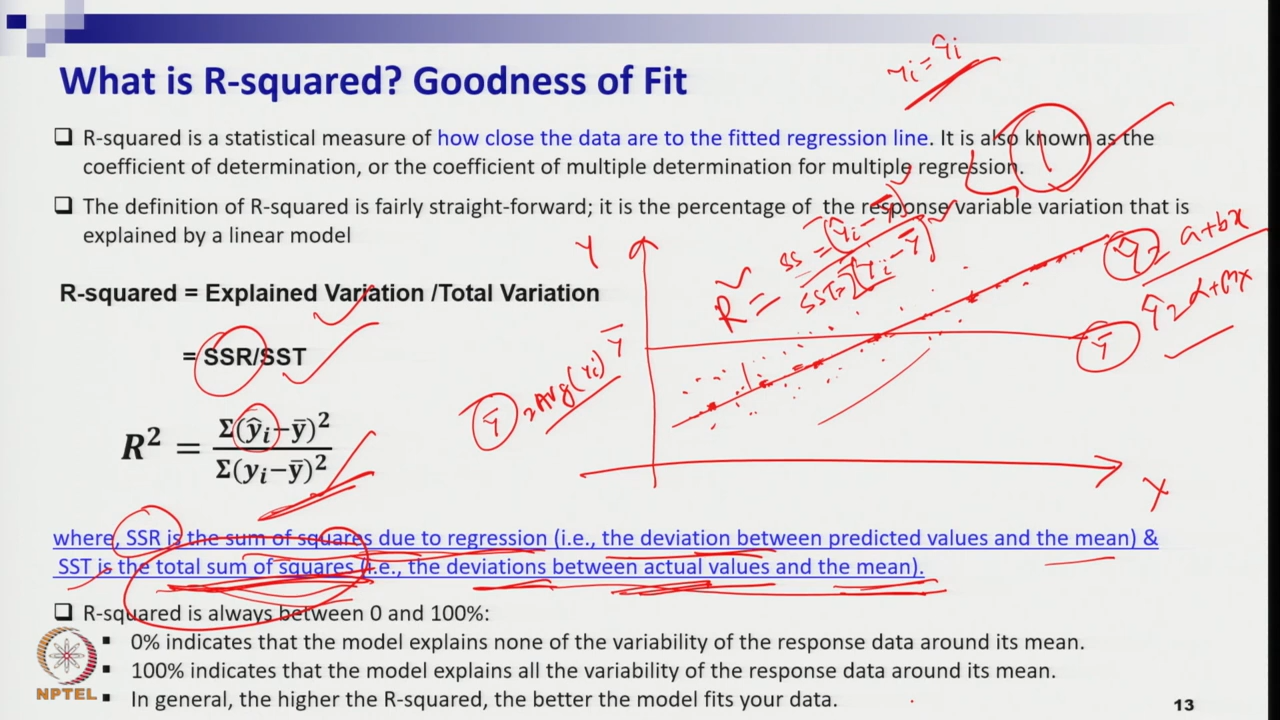 What is R-squared? Goodness of Fit
R-squared is a statistical measure of how close the data are to the fitted regression line. It is also known as the
coefficient of determination, or the coefficient of multiple determination for multiple regression.
The definition of R-squared is fairly straight-forward; it is the percentage of the response variable variation that is
explained by a linear model
R-squared = Explained Variation /Total Variation
= SSR/SST
R² = Σ(ŷᵢ−ȳ)² / Σ(yᵢ−ȳ)²
where, SSR is the sum of squares due to regression (i.e., the deviation between predicted values and the mean) &
SST is the total sum of squares (i.e., the deviations between actual values and the mean).
R-squared is always between 0 and 100%:
0% indicates that the model explains none of the variability of the response data around its mean.
100% indicates that the model explains all the variability of the response data around its mean.
In general, the higher the R-squared, the better the model fits your data.
NPTEL
13
Yᵢ = Ŷᵢ
1
Y
a+bx
Ȳ
Ȳ
Ȳ = Avg(Yᵢ)
X